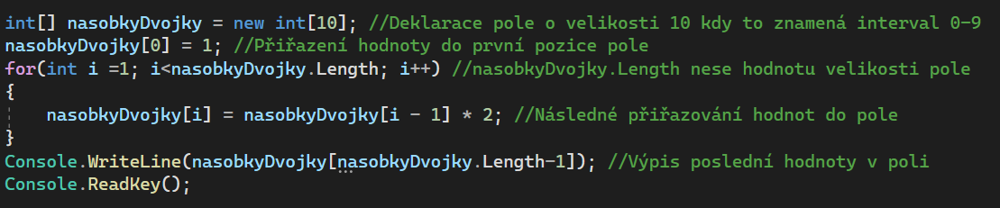 int[] nasobkyDvojky = new int[10]; //Deklarace pole o velikosti 10 kdy to znamená interval 0-9
nasobkyDvojky[0] = 1; //Přiřazení hodnoty do první pozice pole
for(int i =1; i<nasobkyDvojky.Length; i++) //nasobkyDvojky.Length nese hodnotu velikosti pole
{
    nasobkyDvojky[i] = nasobkyDvojky[i - 1] * 2; //Následné přiřazování hodnot do pole
}
Console.WriteLine(nasobkyDvojky[nasobkyDvojky.Length-1]); //Výpis poslední hodnoty v poli
Console.ReadKey();